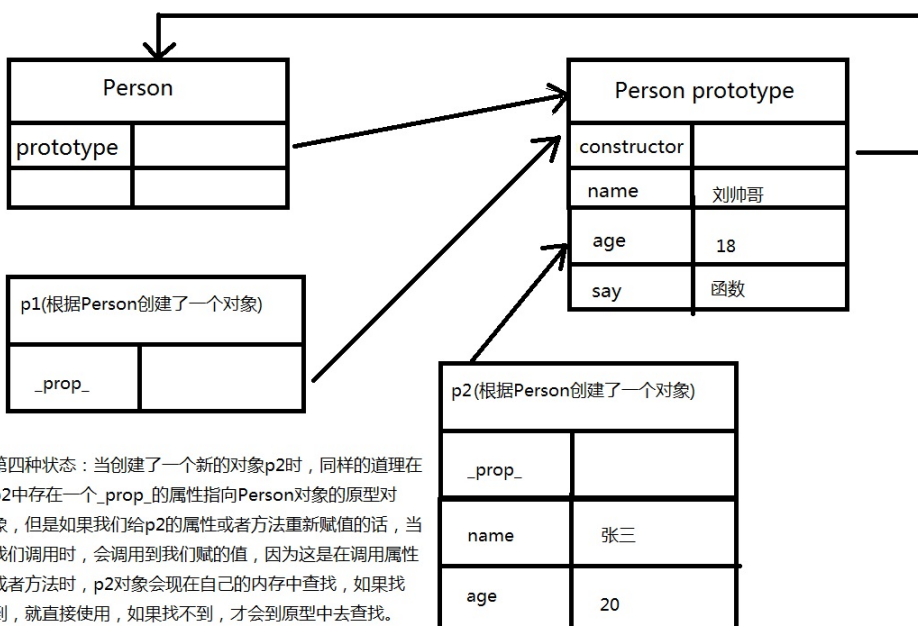 Person
prototype
Person prototype
constructor
name 刘帅哥
age 18
say 函数
p1(根据Person创建了一个对象)
_prop_
p2(根据Person创建了一个对象)
_prop_
name 张三
age 20
第四种状态：当创建了一个新的对象p2时，同样的道理在
p2中存在一个_prop_的属性指向Person对象的原型对
象，但是如果我们给p2的属性或者方法重新赋值的话，当
我们调用时，会调用到我们赋的值，因为这是在调用属性
或者方法时，p2对象会现在自己的内存中查找，如果找
到，就直接使用，如果找不到，才会到原型中去查找。